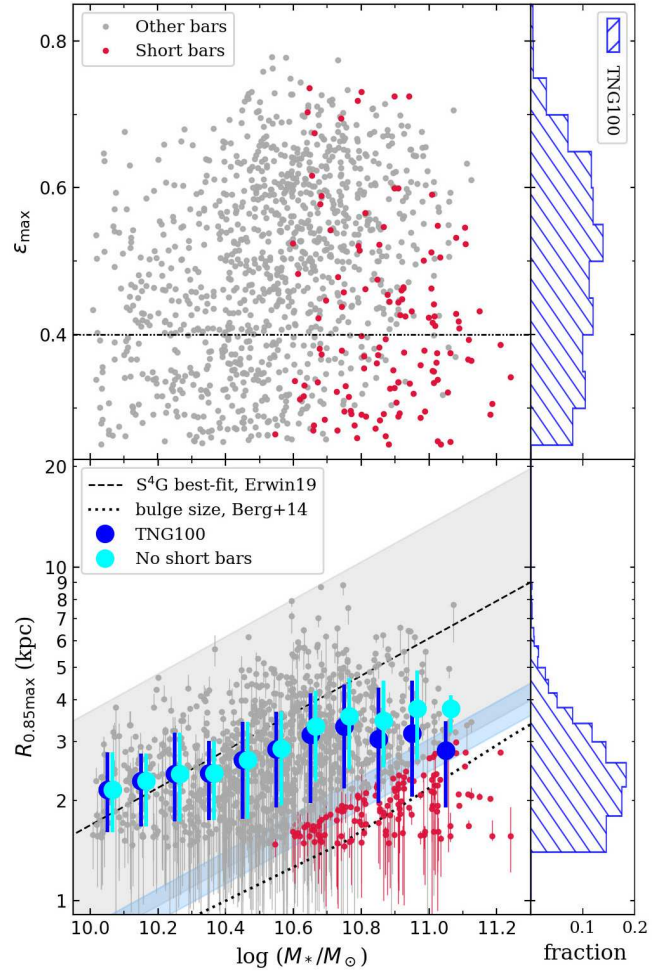 Other bars
Short bars
TNG100
0.8
0.6
0.4
ε_max
20
10
9
8
7
6
5
4
3
2
1
S⁴G best-fit, Erwin19
bulge size, Berg+14
TNG100
No short bars
R_0.85max (kpc)
10.0 10.2 10.4 10.6 10.8 11.0
0.1 0.2
log (M_*/M_⊙)
fraction